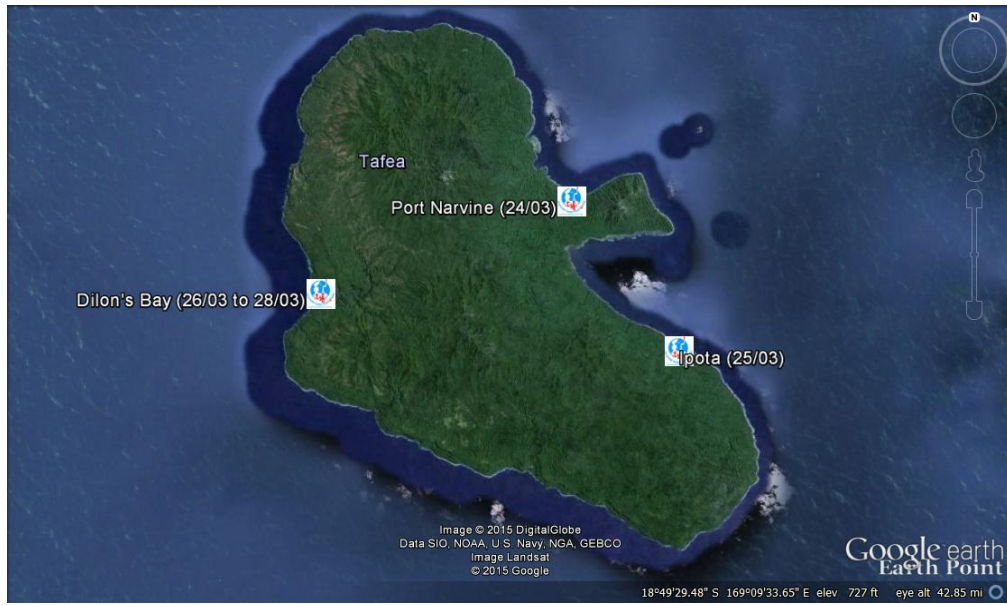 N
Tafea
Port Narvine (24/03)
Dilon's Bay (26/03 to 28/03)
Ipota (25/03)
Image © 2015 DigitalGlobe
Data SIO, NOAA, U.S. Navy, NGA, GEBCO
Image Landsat
© 2015 Google
Google earth
Earth Point
18°49'29.48" S 169°09'33.65" E elev 727 ft eye alt 42.85 mi